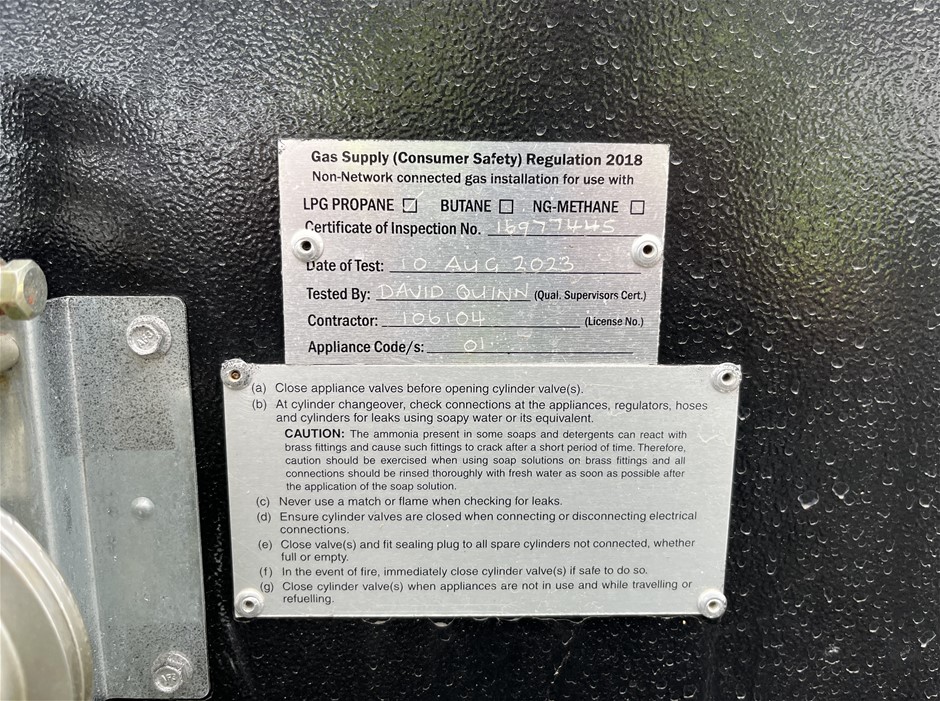 Gas Supply (Consumer Safety) Regulation 2018
Non-Network connected gas installation for use with
LPG PROPANE ☑ BUTANE ☐ NG-METHANE ☐
Certificate of Inspection No. 16977445
Date of Test: 10 AUG 2023
Tested By: DAVID QUINN (Qual. Supervisors Cert.)
Contractor: 106104 (License No.)
Appliance Code/s: 01
(a) Close appliance valves before opening cylinder valve(s).
(b) At cylinder changeover, check connections at the appliances, regulators, hoses
and cylinders for leaks using soapy water or its equivalent.
CAUTION: The ammonia present in some soaps and detergents can react with
brass fittings and cause such fittings to crack after a short period of time. Therefore,
caution should be exercised when using soap solutions on brass fittings and all
connections should be rinsed thoroughly with fresh water as soon as possible after
the application of the soap solution.
(c) Never use a match or flame when checking for leaks.
(d) Ensure cylinder valves are closed when connecting or disconnecting electrical
connections.
(e) Close valve(s) and fit sealing plug to all spare cylinders not connected, whether
full or empty.
(f) In the event of fire, immediately close cylinder valve(s) if safe to do so.
(g) Close cylinder valve(s) when appliances are not in use and while travelling or
refuelling.